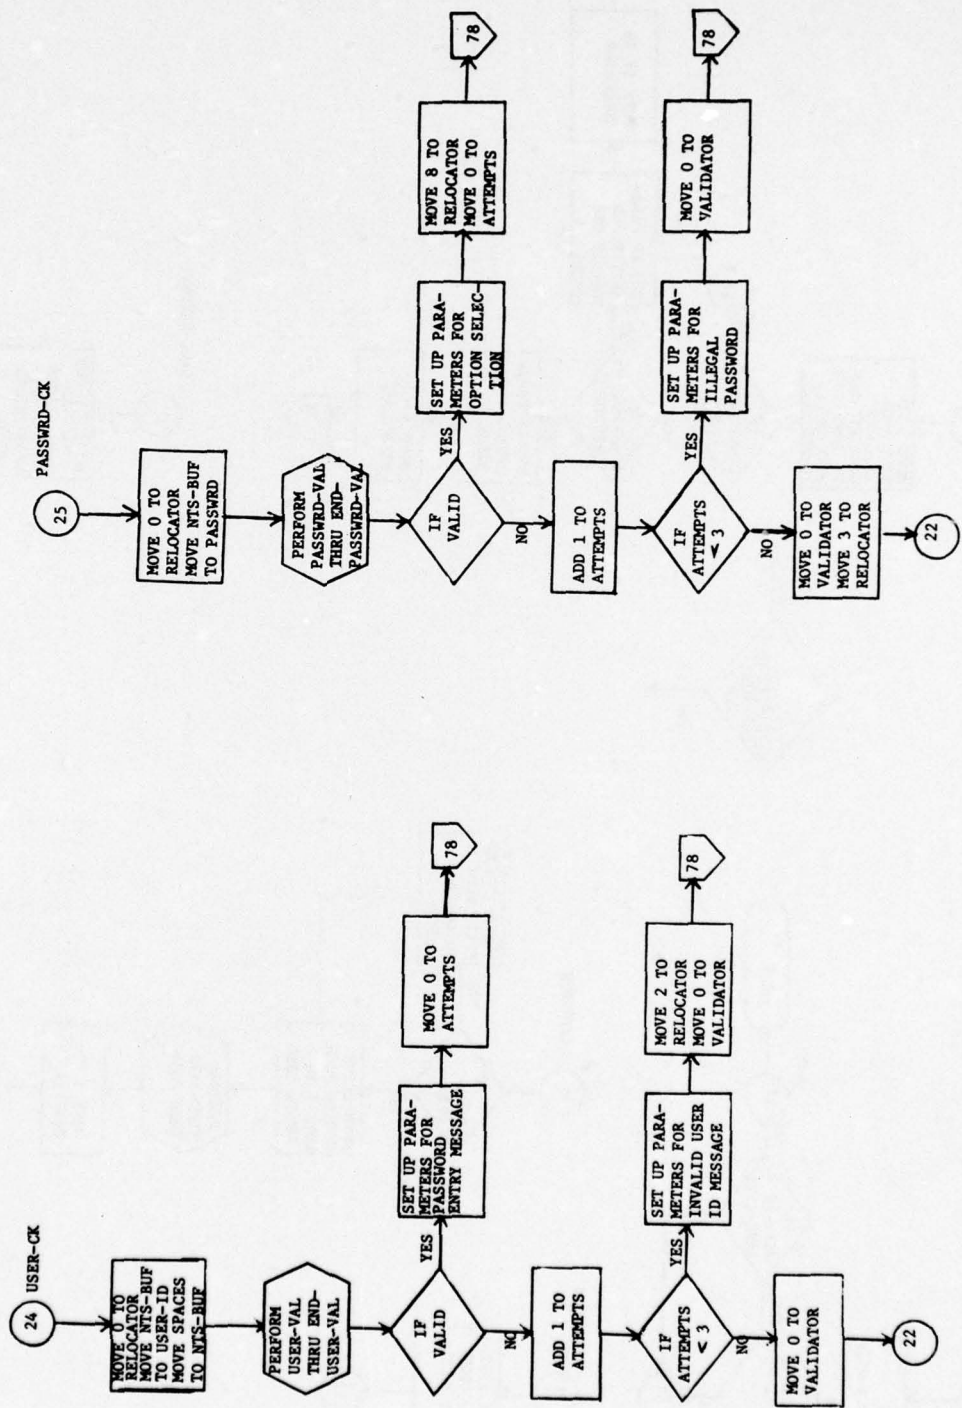 24
USER-CK
MOVE 0 TO
RELOCATOR
MOVE NTS-BUF
TO USER-ID
MOVE SPACES
TO NTS-BUF
PERFORM
USER-VAL
THRU END-
USER-VAL
IF
VALID
YES
SET UP PARA-
METERS FOR
PASSWORD
ENTRY MESSAGE
MOVE 0 TO
ATTEMPTS
78
NO
ADD 1 TO
ATTEMPTS
IF
ATTEMPTS
< 3
YES
SET UP PARA-
METERS FOR
INVALID USER
ID MESSAGE
MOVE 2 TO
RELOCATOR
MOVE 0 TO
VALIDATOR
78
NO
MOVE 0 TO
VALIDATOR
22
25
PASSWRD-CK
MOVE 0 TO
RELOCATOR
MOVE NTS-BUF
TO PASSWRD
PERFORM
PASSWRD-VAL
THRU END-
PASSWRD-VAL
IF
VALID
YES
SET UP PARA-
METERS FOR
OPTION SELEC-
TION
MOVE 8 TO
RELOCATOR
MOVE 0 TO
ATTEMPTS
78
NO
ADD 1 TO
ATTEMPTS
IF
ATTEMPTS
< 3
YES
SET UP PARA-
METERS FOR
ILLEGAL
PASSWORD
MOVE 0 TO
VALIDATOR
78
NO
MOVE 0 TO
VALIDATOR
MOVE 3 TO
RELOCATOR
22